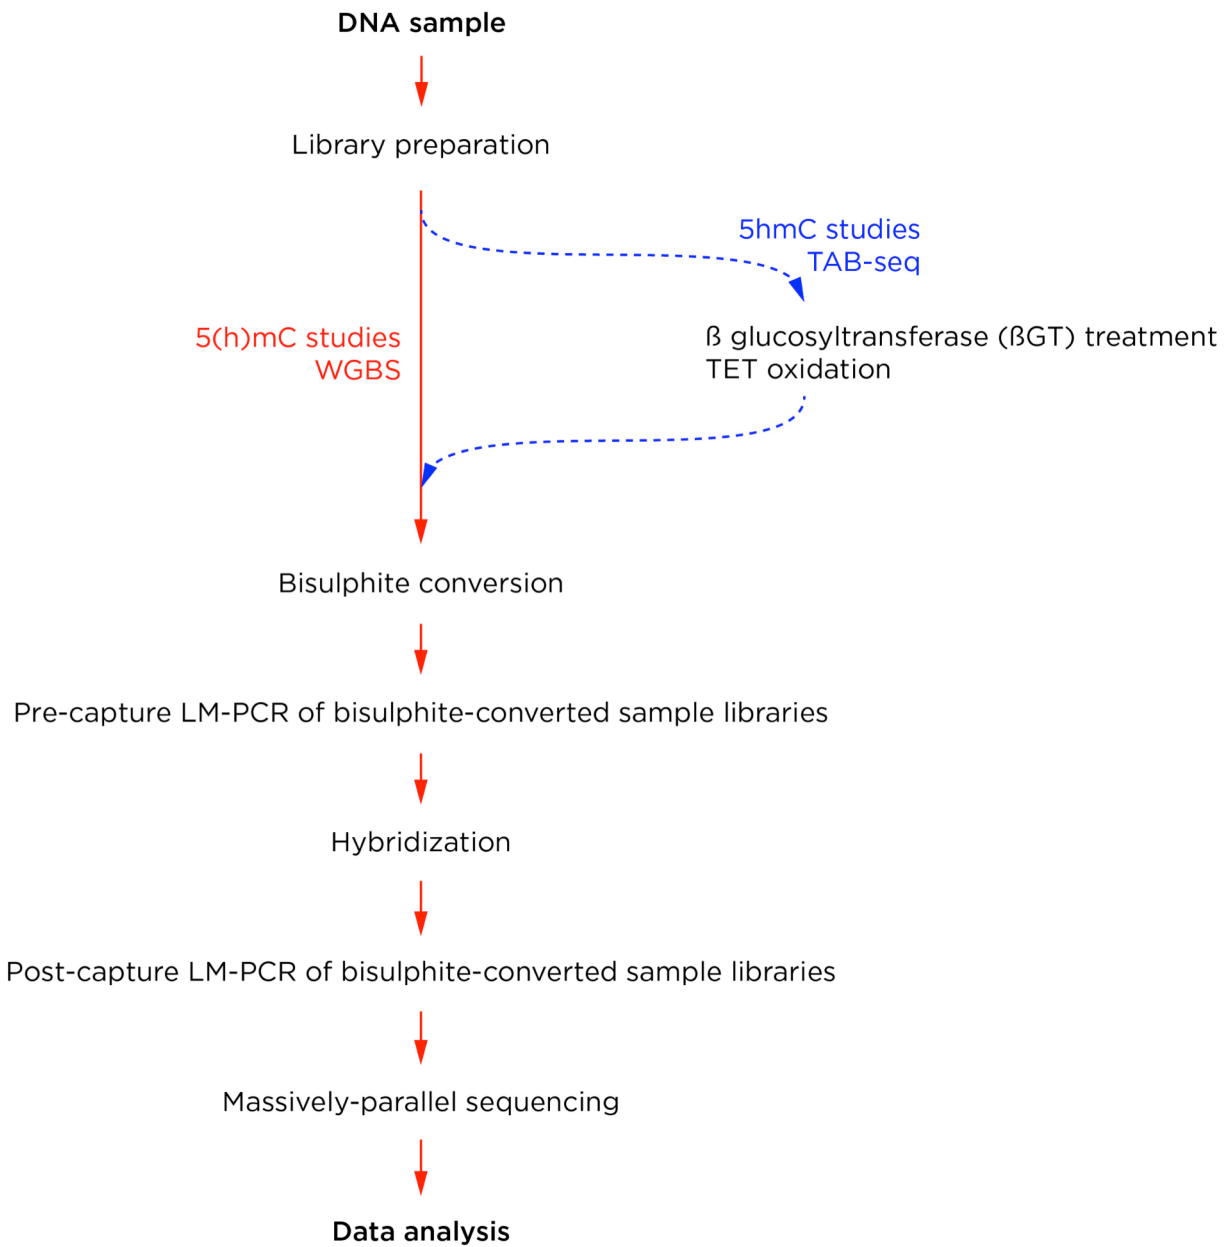 DNA sample
Library preparation
5hmC studies
TAB-seq
5(h)mC studies
WGBS
ß glucosyltransferase (ßGT) treatment
TET oxidation
Bisulphite conversion
Pre-capture LM-PCR of bisulphite-converted sample libraries
Hybridization
Post-capture LM-PCR of bisulphite-converted sample libraries
Massively-parallel sequencing
Data analysis